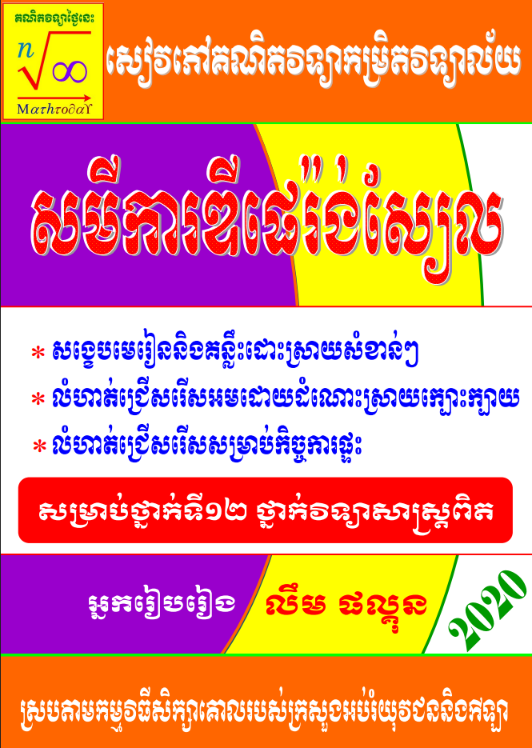 គណិតវិទ្យាថ្ងៃនេះ
n√∞
Mathtoday
សៀវភៅគណិតវិទ្យាកម្រិតវិទ្យាល័យ
សមីការឌីផេរ៉ង់ស្យែល
* សង្ខេបមេរៀននិងគន្លឹះដោះស្រាយសំខាន់ៗ
* លំហាត់ជ្រើសរើសអមដោយដំណោះស្រាយក្បោះក្បាយ
* លំហាត់ជ្រើសរើសសម្រាប់កិច្ចការផ្ទះ
សម្រាប់ថ្នាក់ទី១២ ថ្នាក់វិទ្យាសាស្ត្រពិត
អ្នករៀបរៀង លឹម ផល្គុន 2020
ស្របតាមកម្មវិធីសិក្សាគោលរបស់ក្រសួងអប់រំយុវជននិងកីឡា